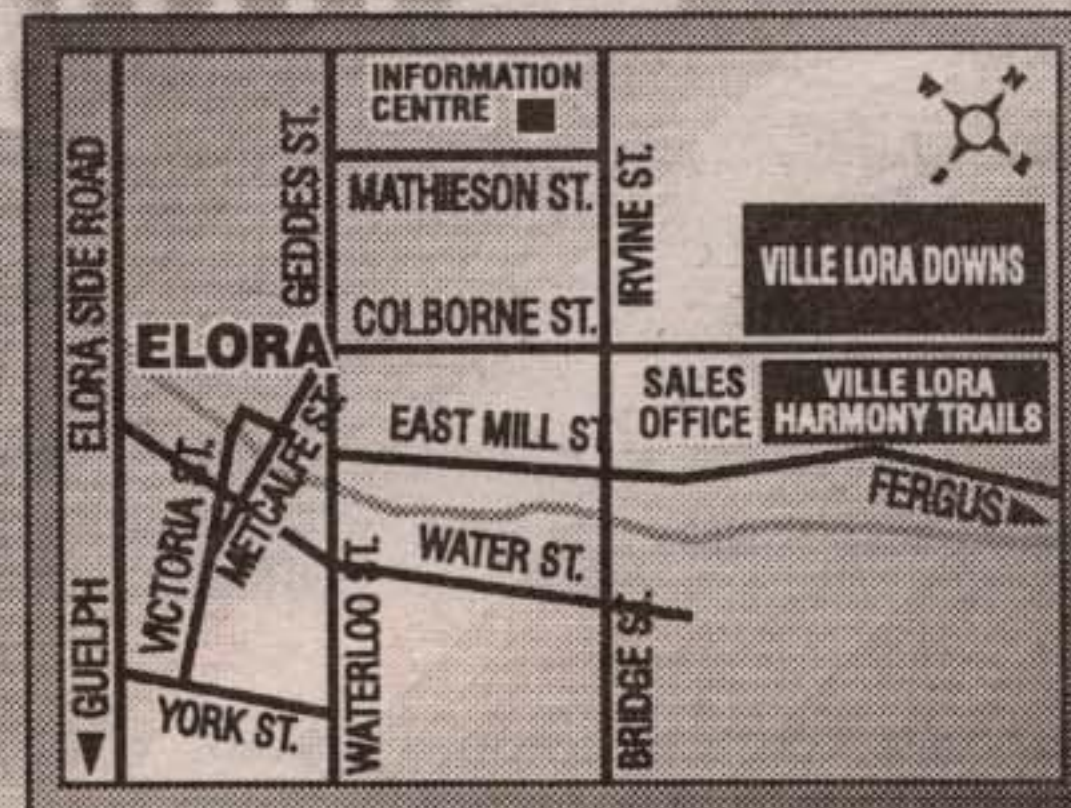 INFORMATION
CENTRE
W
N
GEDDES ST.
MATHIESON ST.
IRVINE ST.
ELORA SIDE ROAD
VILLE LORA DOWNS
COLBORNE ST.
ELORA
SALES
OFFICE
VILLE LORA
HARMONY TRAILS
EAST MILL ST
METCALFE ST.
VICTORIA ST.
FERGUS
WATER ST.
GUELPH
YORK ST.
WATERLOO ST.
BRIDGE ST.